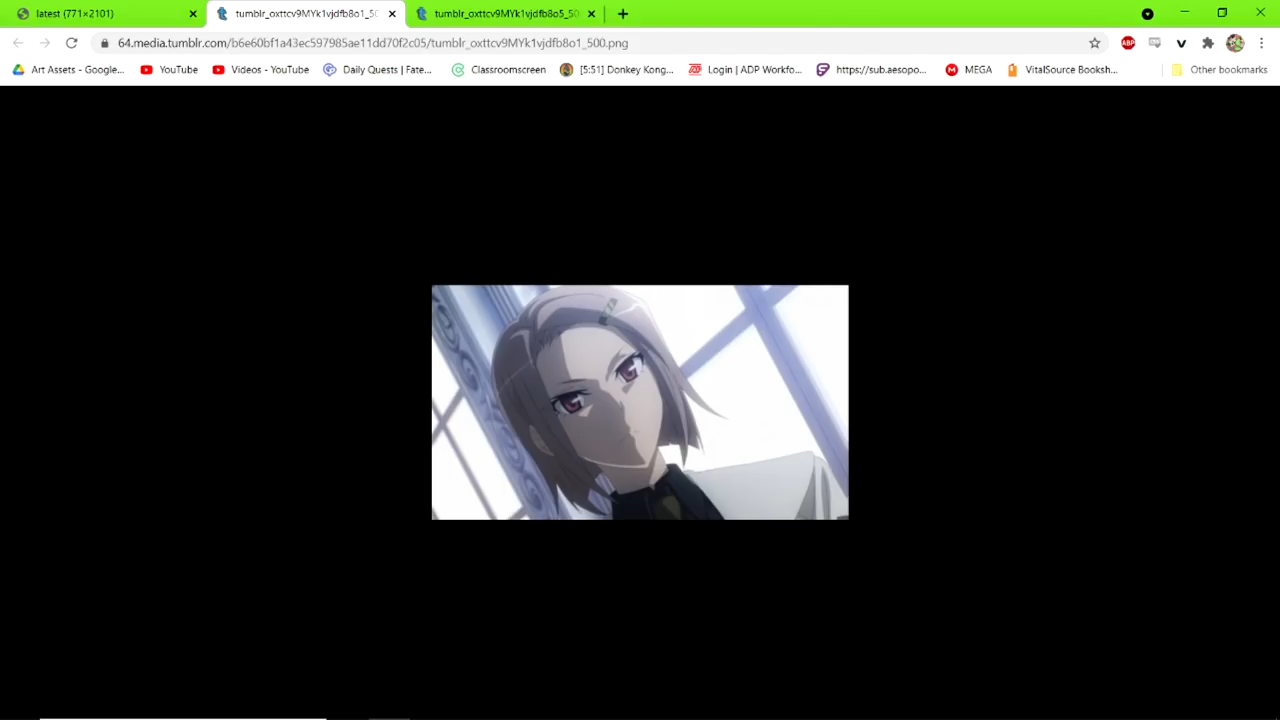 latest (771×2101)
tumblr_oxttcv9MYk1vjdfb8o1_50
tumblr_oxttcv9MYk1vjdfb8o5_50
64.media.tumblr.com/b6e60bf1a43ec597985ae11dd70f2c05/tumblr_oxttcv9MYk1vjdfb8o1_500.png
ABP
Art Assets - Google...
YouTube
Videos - YouTube
Daily Quests | Fate...
Classroomscreen
[5:51] Donkey Kong...
Login | ADP Workfo...
https://sub.aesopo...
MEGA
VitalSource Booksh...
Other bookmarks